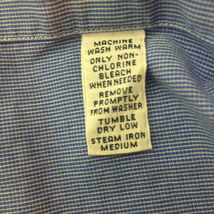 MACHINE
WASH WARM
ONLY NON-
CHLORINE
BLEACH
WHEN NEEDED
REMOVE
PROMPTLY
FROM WASHER
TUMBLE
DRY LOW
STEAM IRON
MEDIUM